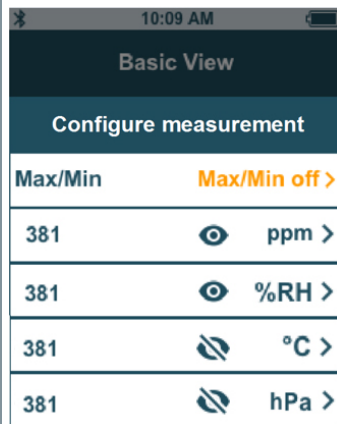 10:09 AM
Basic View
Configure measurement
Max/Min Max/Min off >
381 ppm >
381 %RH >
381 °C >
381 hPa >